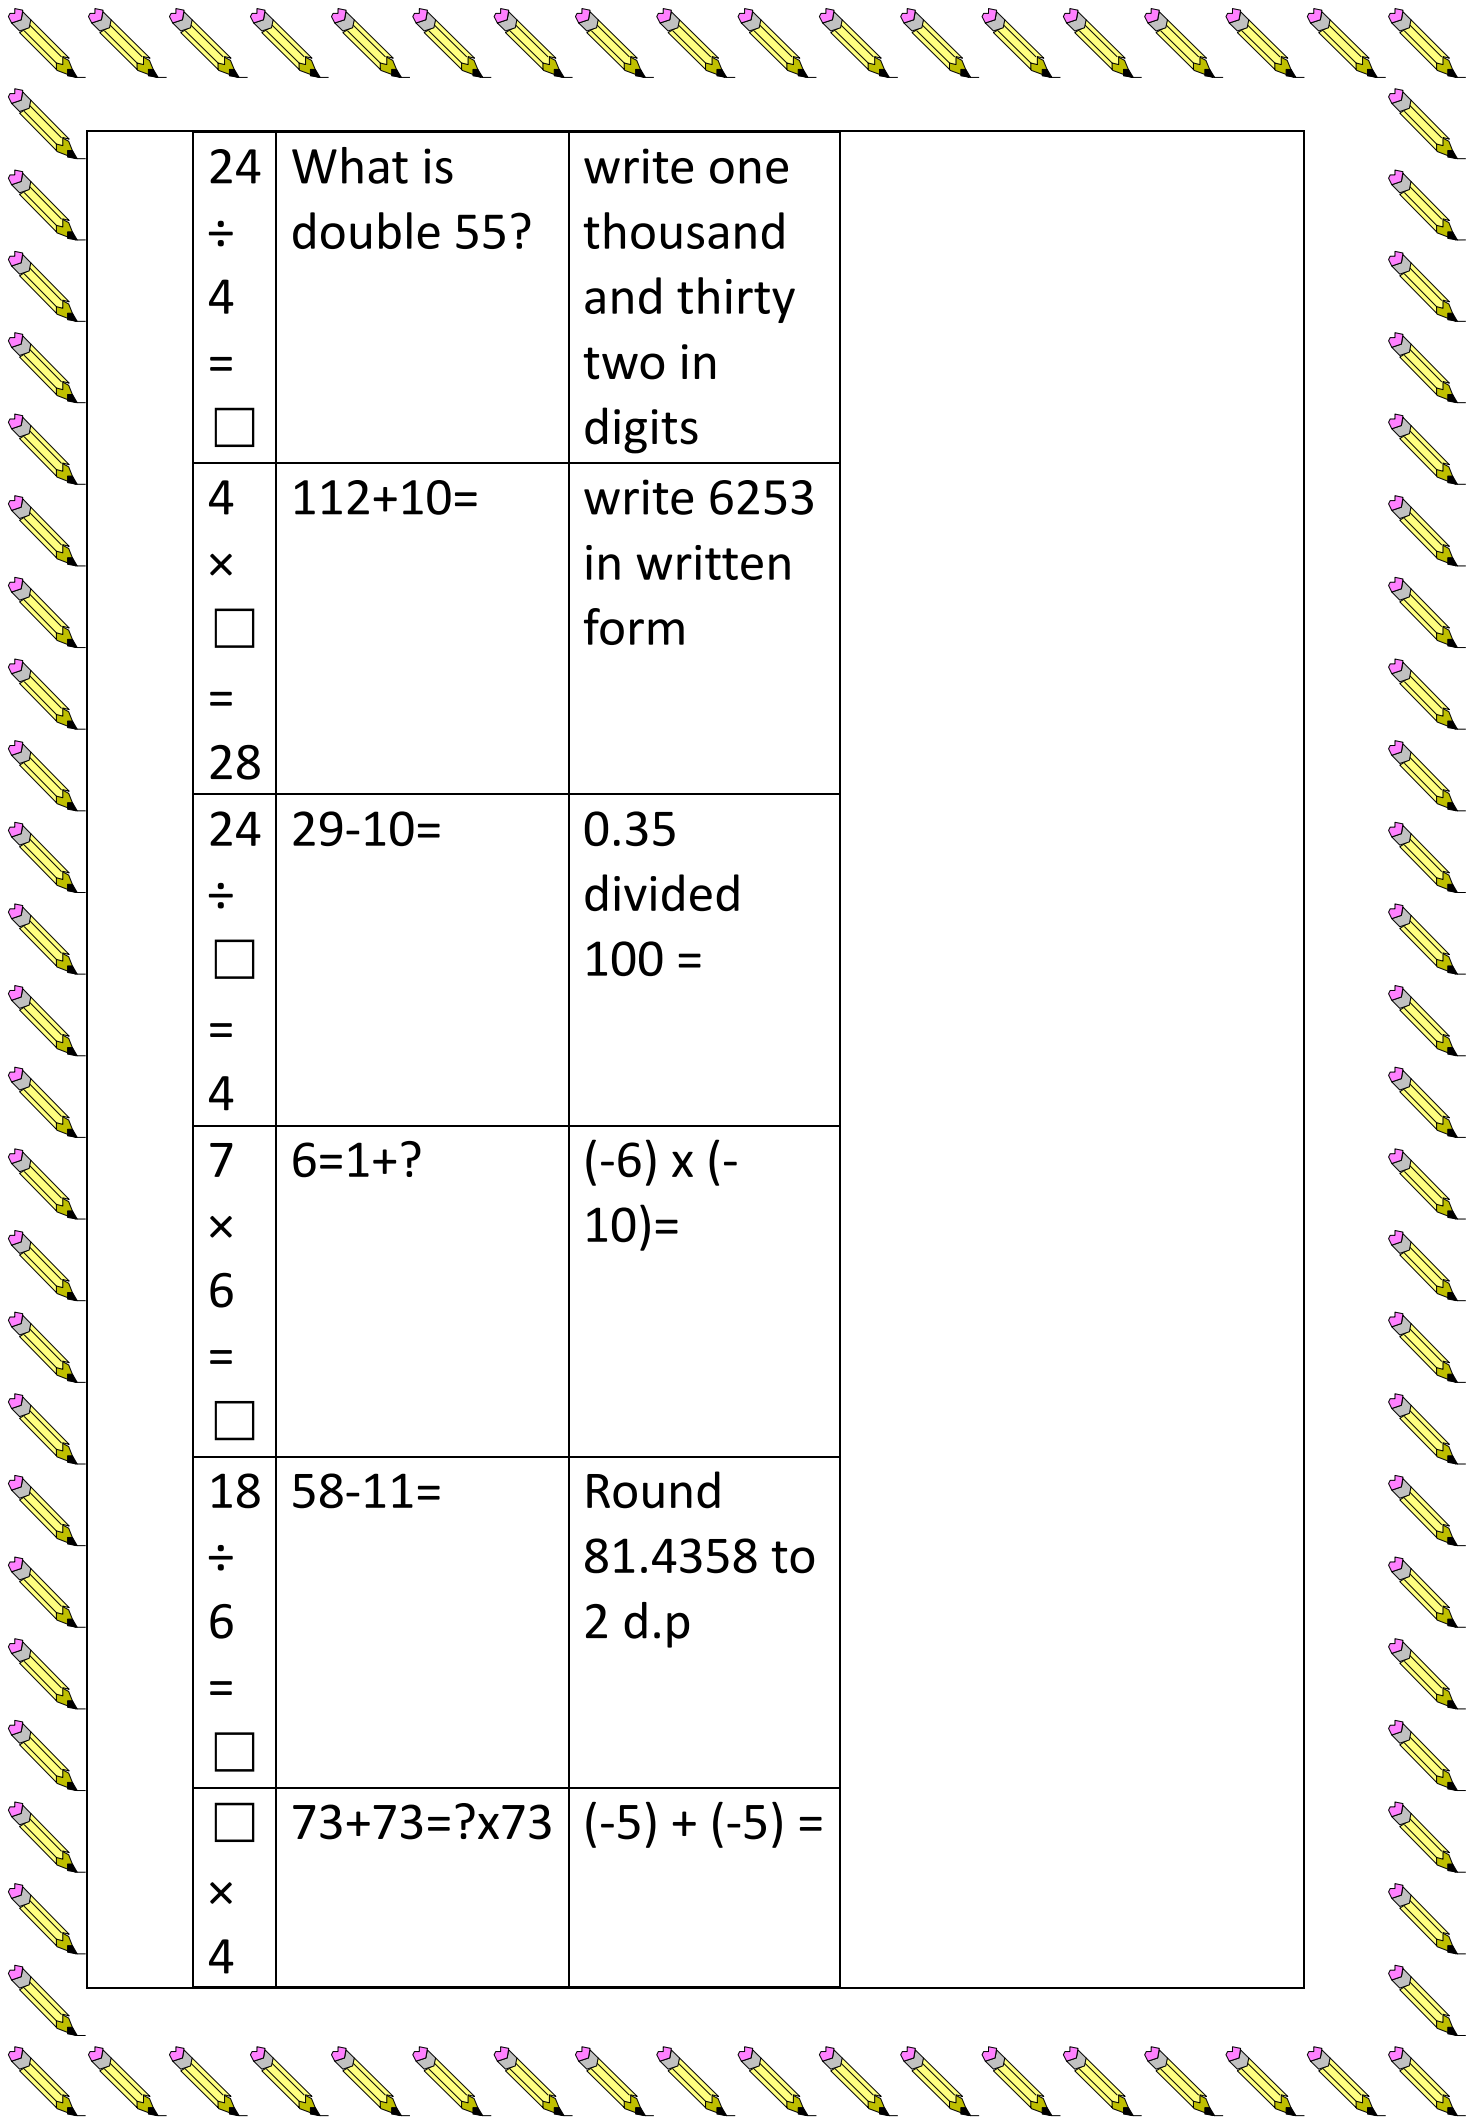 24
÷
4
=
□
What is
double 55?
write one
thousand
and thirty
two in
digits
4
×
□
=
28
112+10=
write 6253
in written
form
24
÷
□
=
4
29-10=
0.35
divided
100 =
7
×
6
=
□
6=1+?
(-6) x (-
10)=
18
÷
6
=
□
58-11=
Round
81.4358 to
2 d.p
□
×
4
73+73=?x73
(-5) + (-5) =